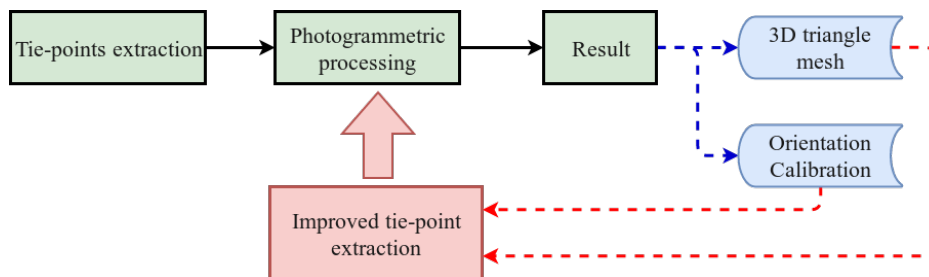 Tie-points extraction
Photogrammetric
processing
Result
3D triangle
mesh
Orientation
Calibration
Improved tie-point
extraction